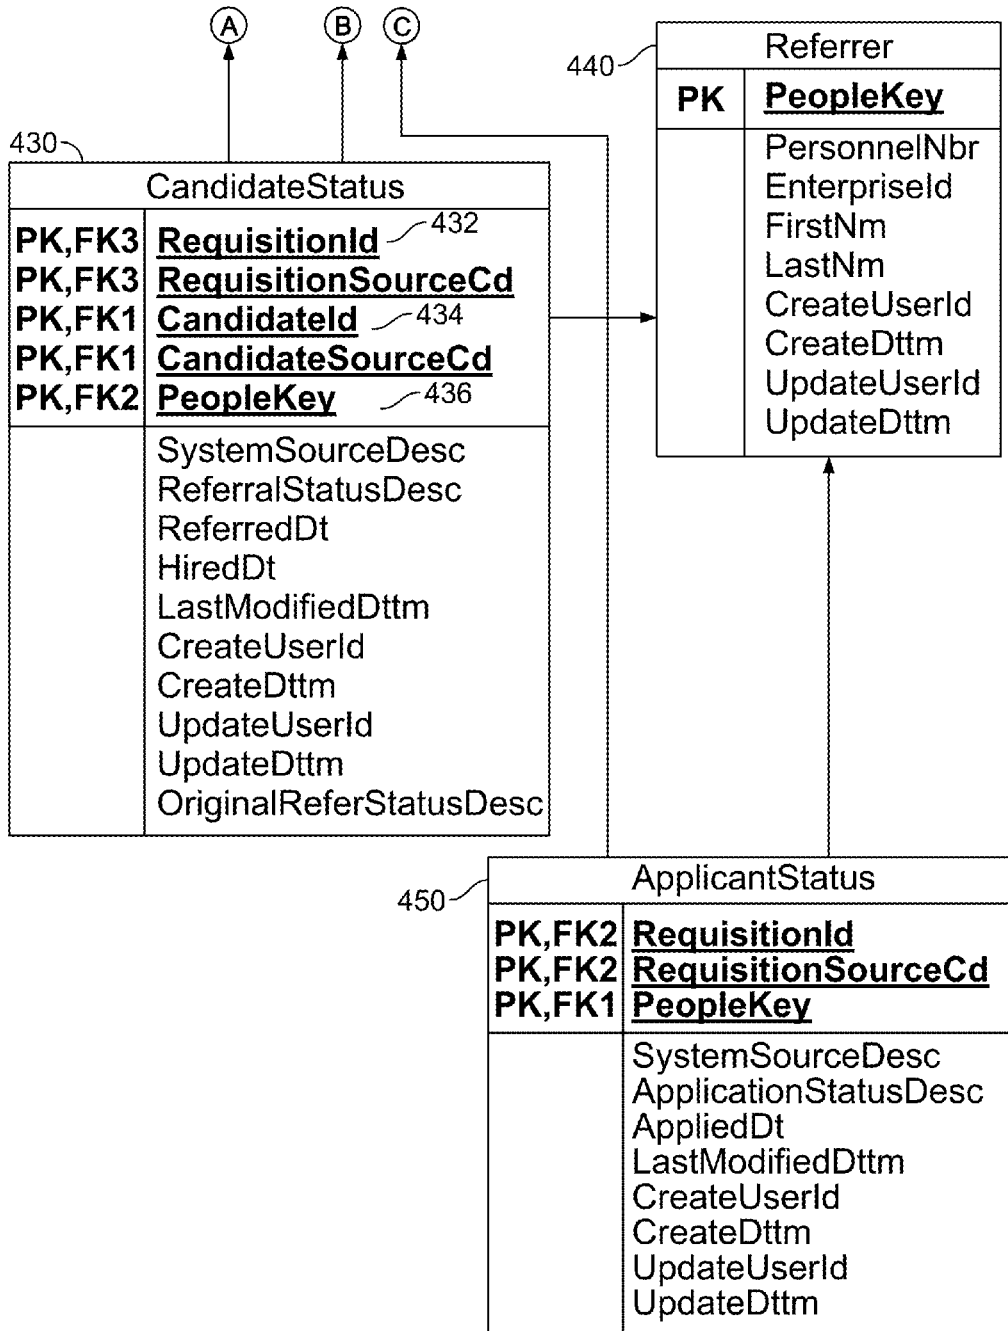 A B C
440
Referrer
PK PeopleKey
PersonnelNbr
EnterpriseId
FirstNm
LastNm
CreateUserId
CreateDttm
UpdateUserId
UpdateDttm
430
CandidateStatus
PK,FK3 RequisitionId 432
PK,FK3 RequisitionSourceCd
PK,FK1 CandidateId 434
PK,FK1 CandidateSourceCd
PK,FK2 PeopleKey 436
SystemSourceDesc
ReferralStatusDesc
ReferredDt
HiredDt
LastModifiedDttm
CreateUserId
CreateDttm
UpdateUserId
UpdateDttm
OriginalReferStatusDesc
450
ApplicantStatus
PK,FK2 RequisitionId
PK,FK2 RequisitionSourceCd
PK,FK1 PeopleKey
SystemSourceDesc
ApplicationStatusDesc
AppliedDt
LastModifiedDttm
CreateUserId
CreateDttm
UpdateUserId
UpdateDttm